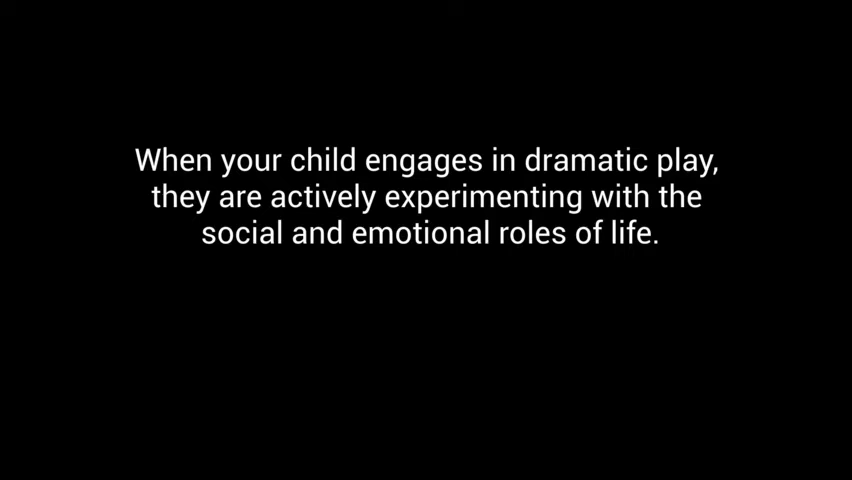 When your child engages in dramatic play,
they are actively experimenting with the
social and emotional roles of life.